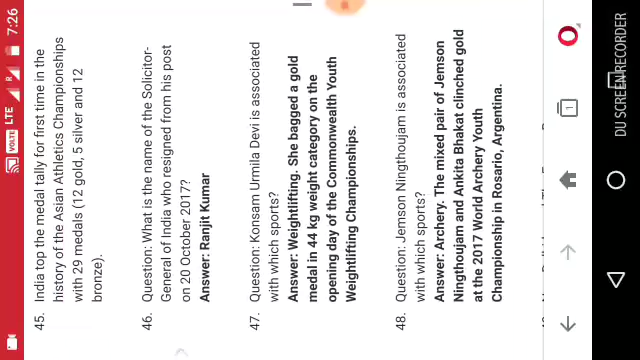 7:26
VOLTE LTE R
45. India top the medal tally for first time in the
history of the Asian Athletics Championships
with 29 medals (12 gold, 5 silver and 12
bronze).
46. Question: What is the name of the Solicitor-
General of India who resigned from his post
on 20 October 2017?
Answer: Ranjit Kumar
47. Question: Konsam Urmila Devi is associated
with which sports?
Answer: Weightlifting. She bagged a gold
medal in 44 kg weight category on the
opening day of the Commonwealth Youth
Weightlifting Championships.
48. Question: Jemson Ningthoujam is associated
with which sports?
Answer: Archery. The mixed pair of Jemson
Ningthoujam and Ankita Bhakat clinched gold
at the 2017 World Archery Youth
Championship in Rosario, Argentina.
1
DU SCREEN RECORDER